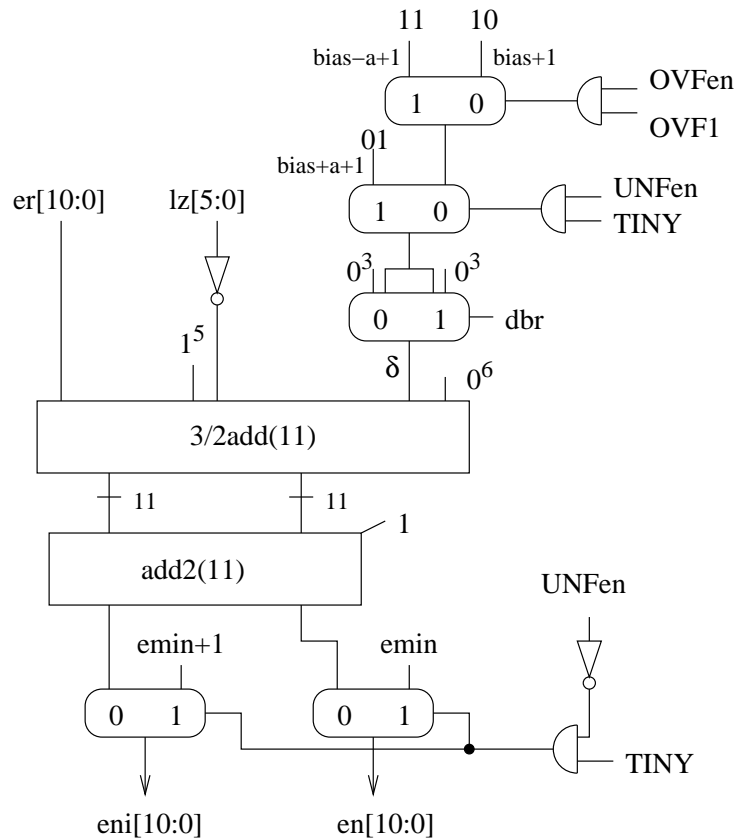 11 10
bias−a+1 bias+1
1 0
OVFen
OVF1
01
bias+a+1
1 0
UNFen
TINY
er[10:0] lz[5:0]
0³ 0³
0 1
dbr
1⁵
δ
0⁶
3/2add(11)
11 11
1
add2(11)
UNFen
emin+1 emin
0 1 0 1
TINY
eni[10:0] en[10:0]